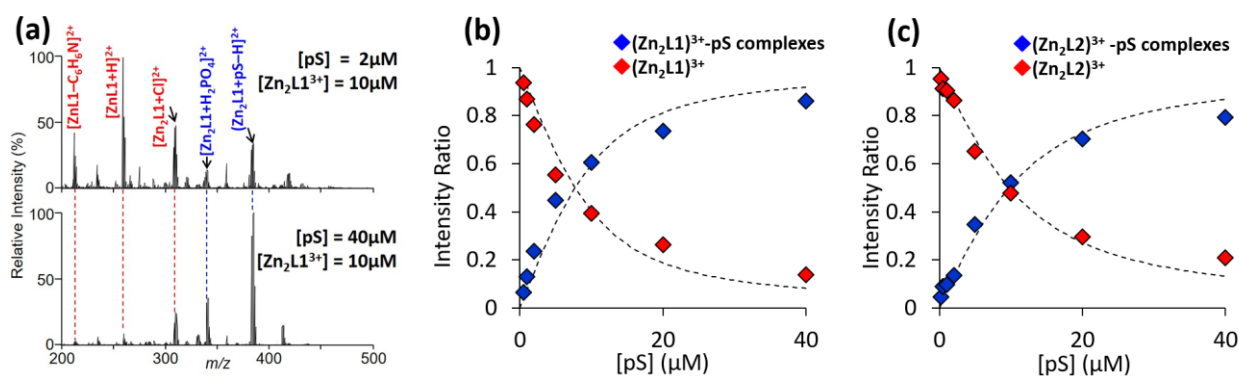 (a)
[ZnL1–C₆H₆N]²⁺
[ZnL1+H]²⁺
[Zn₂L1+Cl]²⁺
[Zn₂L1+H₂PO₄]²⁺
(Zn₂L1+pS–H]²⁺
[pS] = 2µM
[Zn₂L1³⁺] = 10µM
100
50
0
100
50
0
Relative Intensity (%)
[pS] = 40µM
[Zn₂L1³⁺] = 10µM
200 300 400 500
m/z
(b)
(Zn₂L1)³⁺-pS complexes
(Zn₂L1)³⁺
1
0.8
0.6
0.4
0.2
0
Intensity Ratio
0 20 40
[pS] (µM)
(c)
(Zn₂L2)³⁺ -pS complexes
(Zn₂L2)³⁺
1
0.8
0.6
0.4
0.2
0
Intensity Ratio
0 20 40
[pS] (µM)